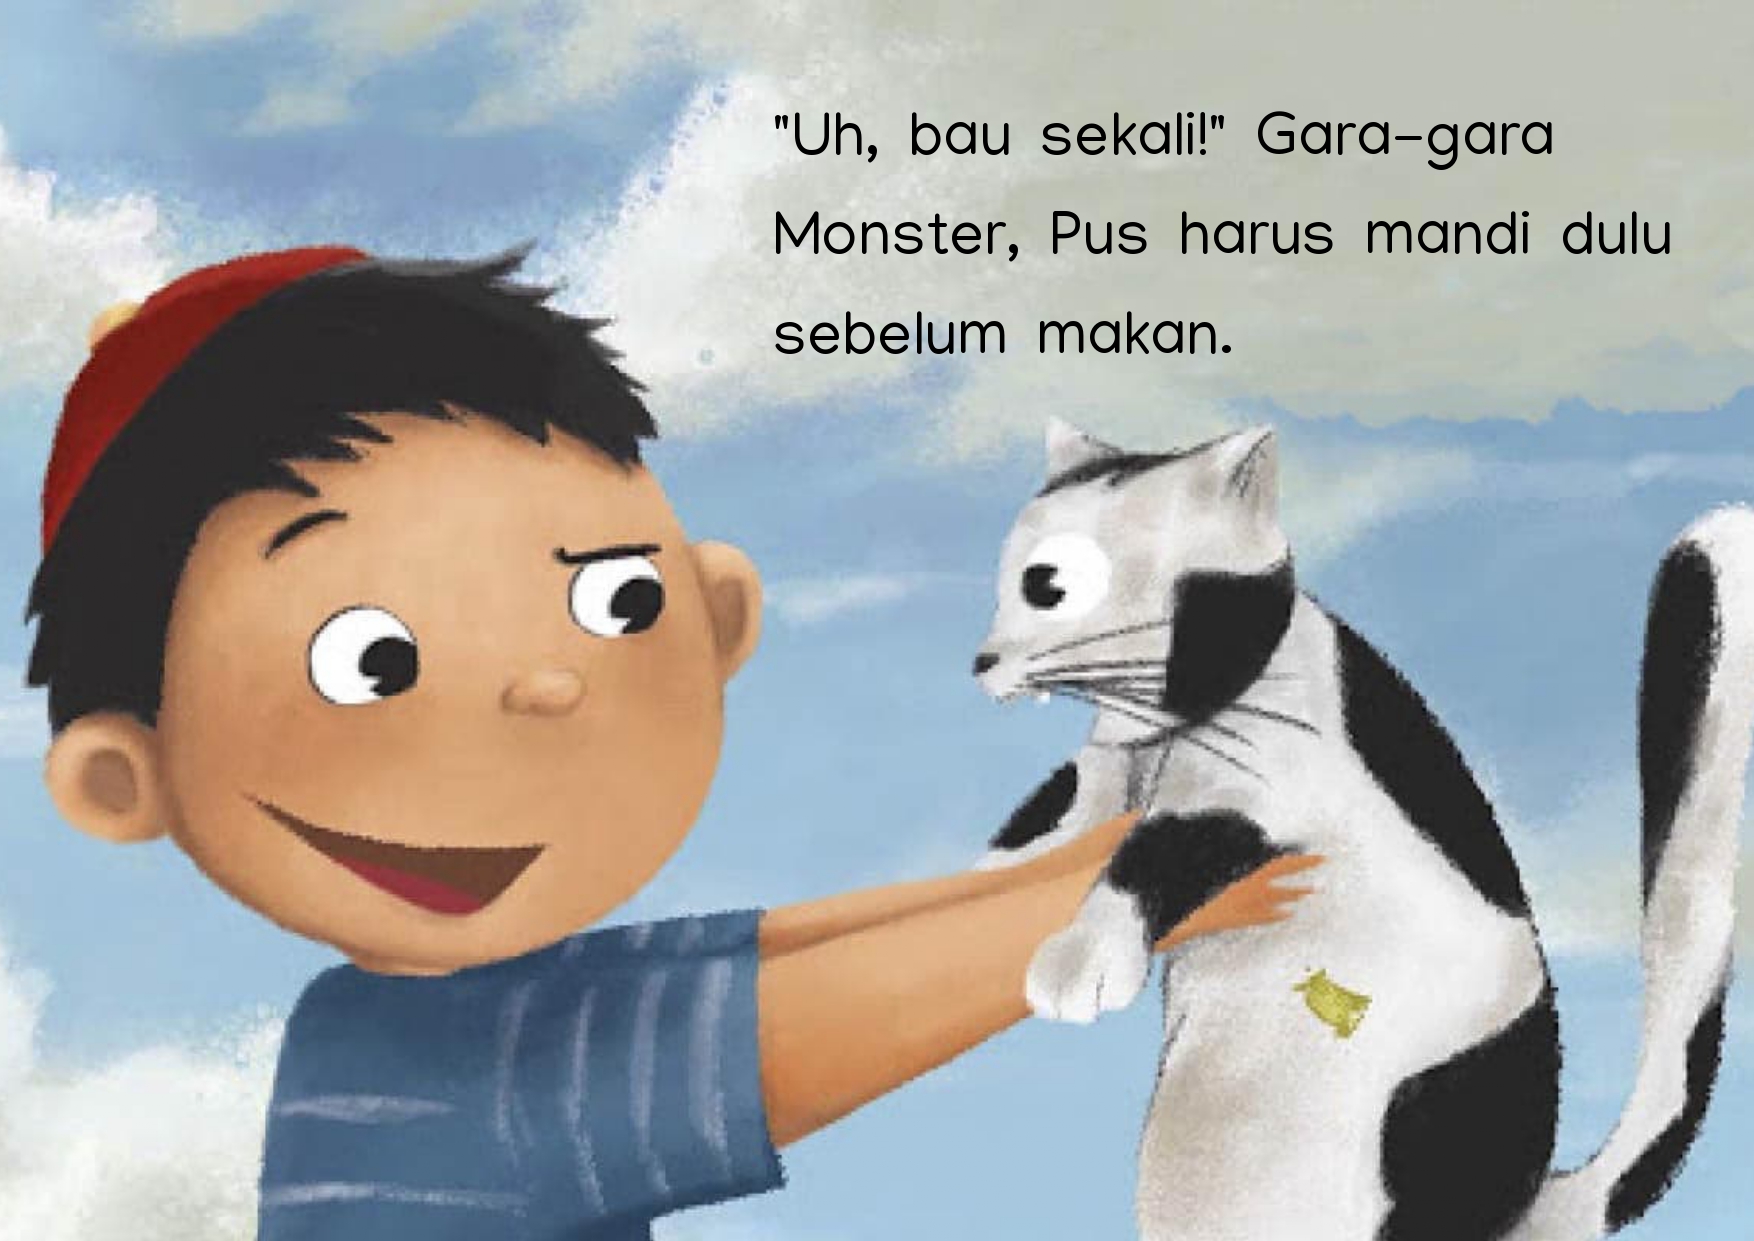 "Uh, bau sekali!" Gara-gara
Monster, Pus harus mandi dulu
sebelum makan.